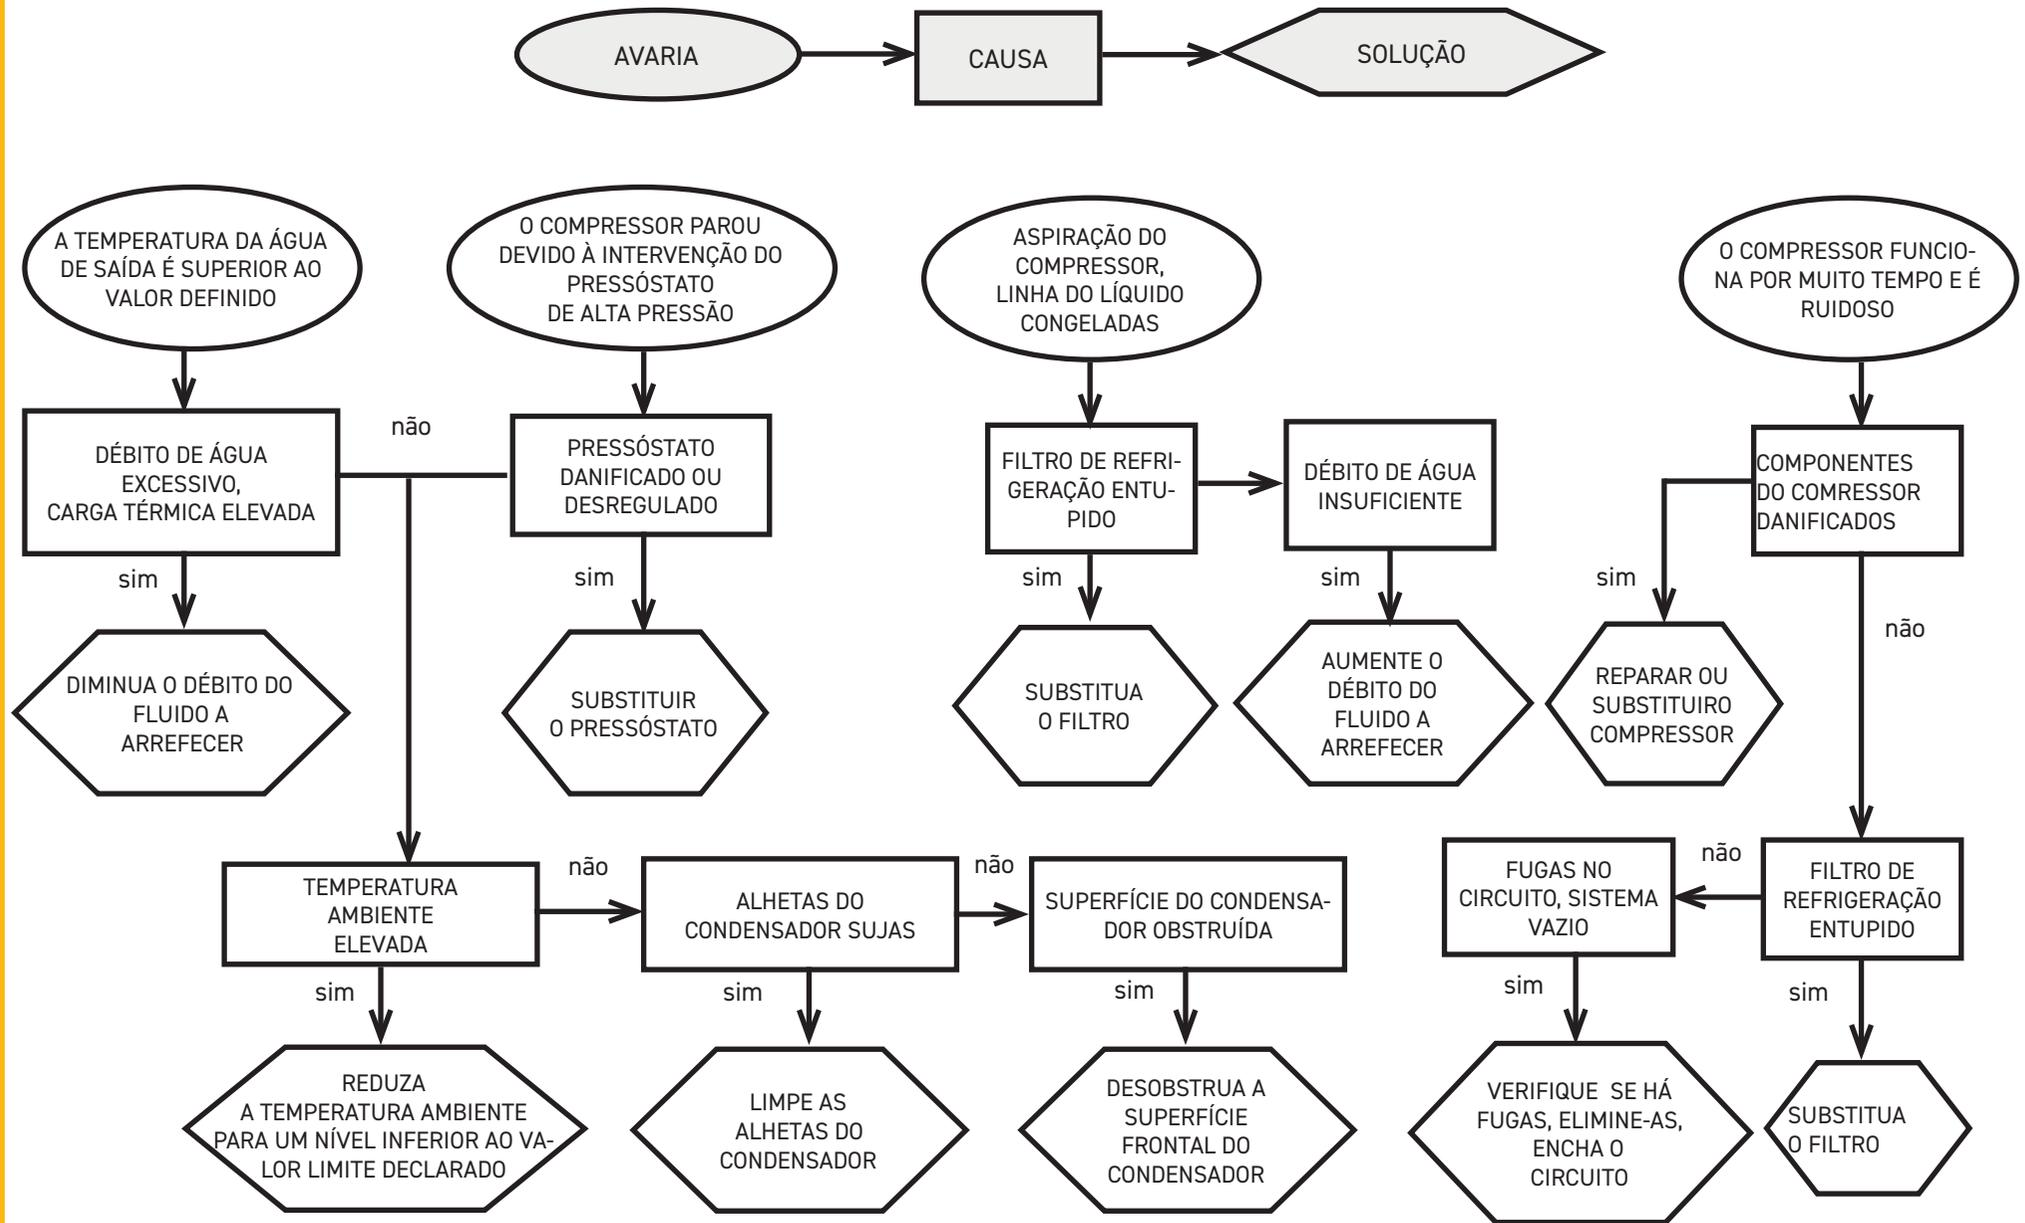 AVARIA
CAUSA
SOLUÇÃO
A TEMPERATURA DA ÁGUA
DE SAÍDA É SUPERIOR AO
VALOR DEFINIDO
O COMPRESSOR PAROU
DEVIDO À INTERVENÇÃO DO
PRESSÓSTATO
DE ALTA PRESSÃO
ASPIRAÇÃO DO
COMPRESSOR,
LINHA DO LÍQUIDO
CONGELADAS
O COMPRESSOR FUNCIO-
NA POR MUITO TEMPO E É
RUIDOSO
DÉBITO DE ÁGUA
EXCESSIVO,
CARGA TÉRMICA ELEVADA
não
PRESSÓSTATO
DANIFICADO OU
DESREGULADO
FILTRO DE REFRI-
GERAÇÃO ENTU-
PIDO
DÉBITO DE ÁGUA
INSUFICIENTE
COMPONENTES
DO COMRESSOR
DANIFICADOS
sim
sim
sim
sim
sim
não
DIMINUA O DÉBITO DO
FLUIDO A
ARREFECER
SUBSTITUIR
O PRESSÓSTATO
SUBSTITUA
O FILTRO
AUMENTE O
DÉBITO DO
FLUIDO A
ARREFECER
REPARAR OU
SUBSTITUIRO
COMPRESSOR
TEMPERATURA
AMBIENTE
ELEVADA
não
ALHETAS DO
CONDENSADOR SUJAS
não
SUPERFÍCIE DO CONDENSA-
DOR OBSTRUÍDA
FUGAS NO
CIRCUITO, SISTEMA
VAZIO
não
FILTRO DE
REFRIGERAÇÃO
ENTUPIDO
sim
sim
sim
sim
sim
REDUZA
A TEMPERATURA AMBIENTE
PARA UM NÍVEL INFERIOR AO VA-
LOR LIMITE DECLARADO
LIMPE AS
ALHETAS DO
CONDENSADOR
DESOBSTRUA A
SUPERFÍCIE
FRONTAL DO
CONDENSADOR
VERIFIQUE  SE HÁ
FUGAS, ELIMINE-AS,
ENCHA O
CIRCUITO
SUBSTITUA
O FILTRO